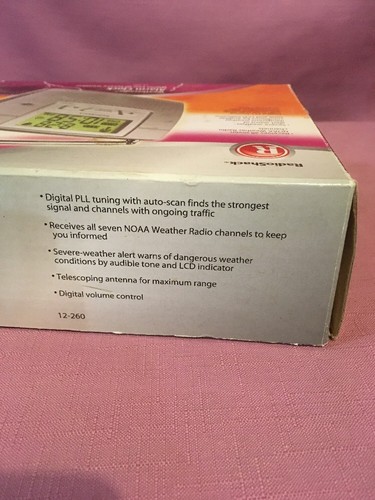 RadioShack
• Digital PLL tuning with auto-scan finds the strongest
signal and channels with ongoing traffic
• Receives all seven NOAA Weather Radio channels to keep
you informed
• Severe-weather alert warns of dangerous weather
conditions by audible tone and LCD indicator
• Telescoping antenna for maximum range
• Digital volume control
12-260